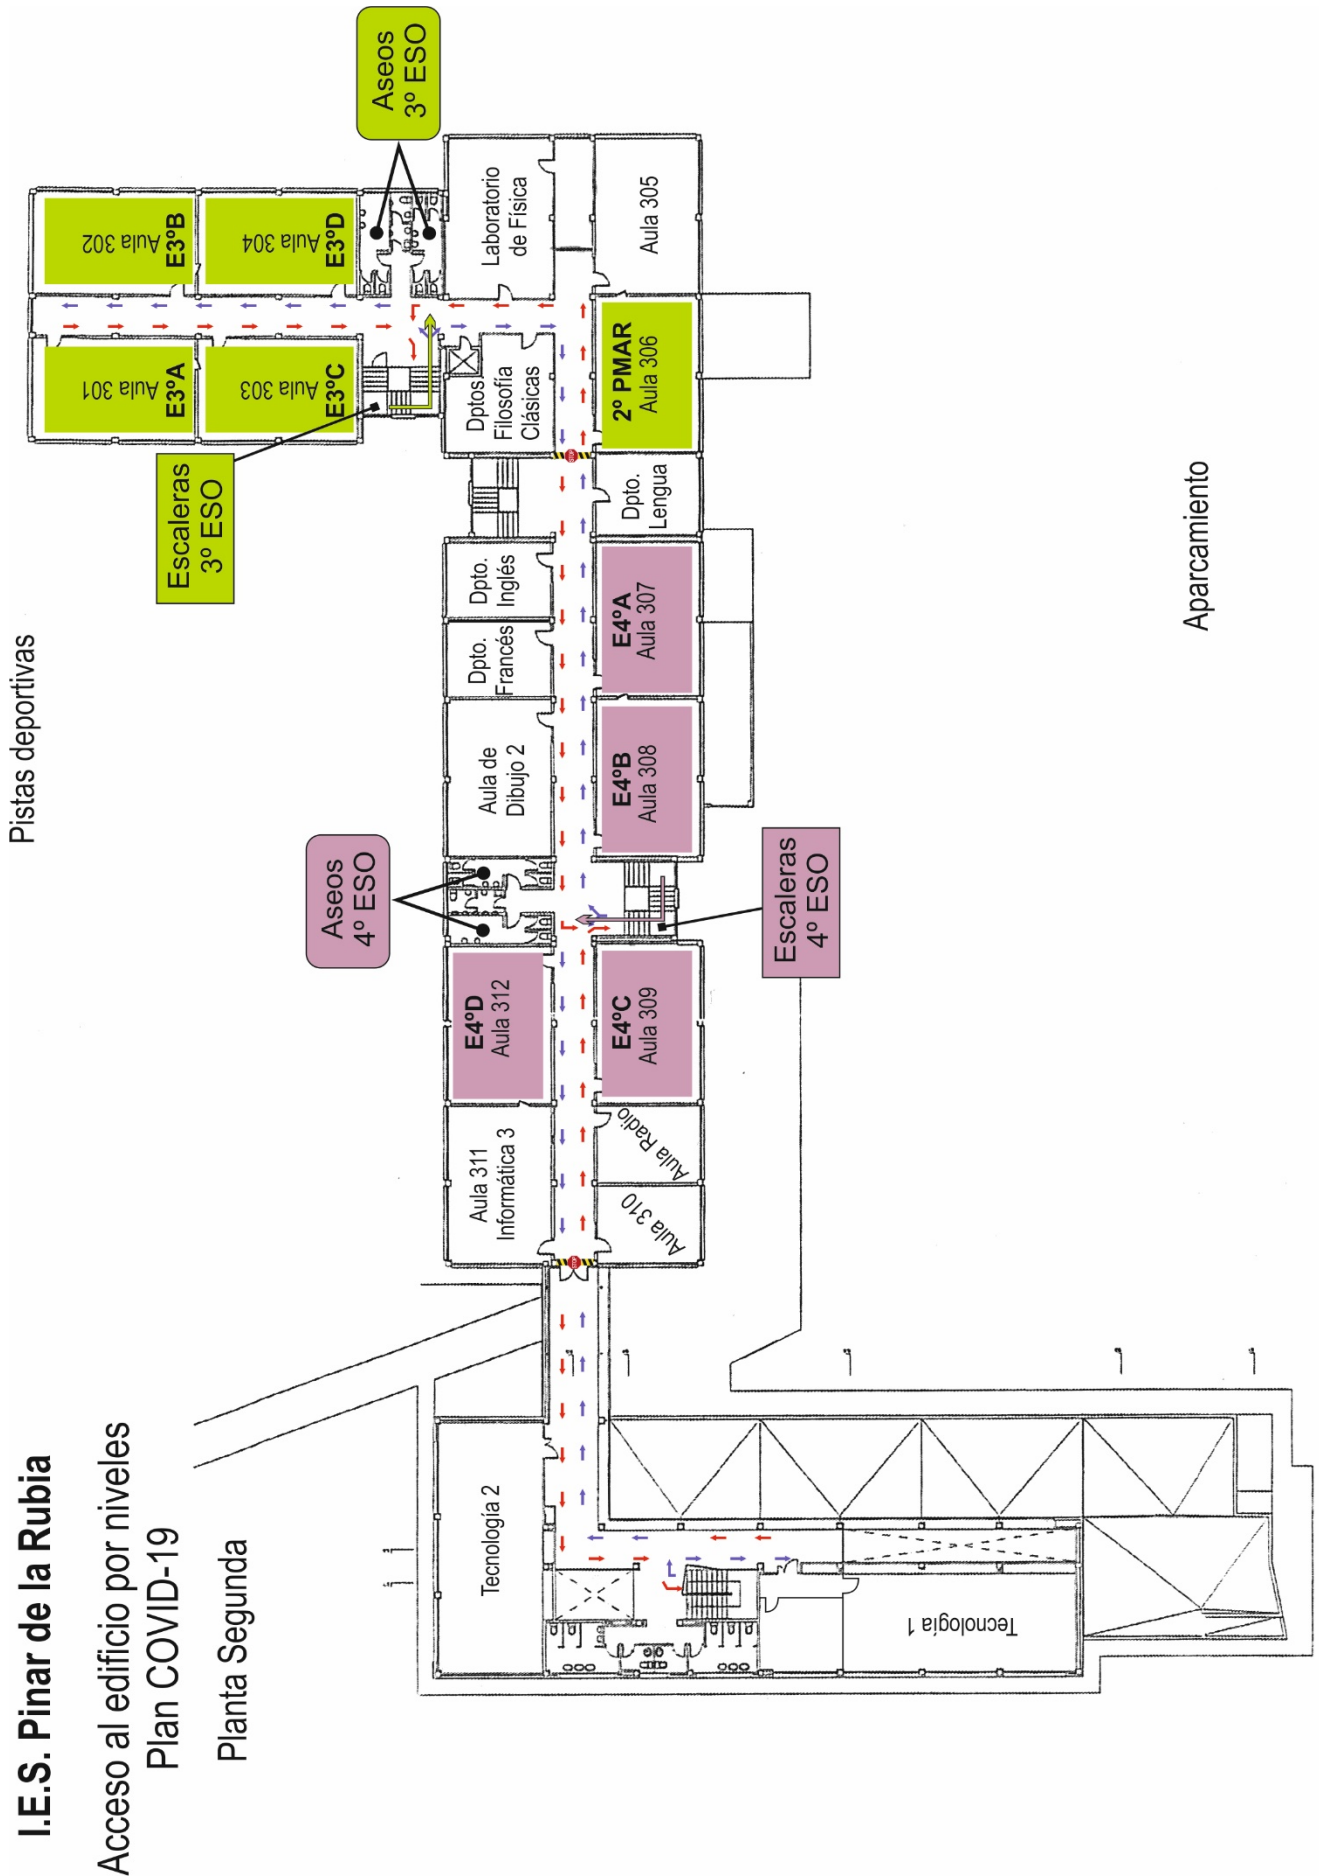 I.E.S. Pinar de la Rubia
Acceso al edificio por niveles
Plan COVID-19
Planta Segunda
Pistas deportivas
Aparcamiento
Tecnología 2
Tecnología 1
Aula 311
Informática 3
Aula 310
Aula Radio
E4ºD
Aula 312
E4ºC
Aula 309
Aseos
4º ESO
Escaleras
4º ESO
Aula de
Dibujo 2
E4ºB
Aula 308
Dpto.
Francés
Dpto.
Inglés
E4ºA
Aula 307
Dpto.
Lengua
Escaleras
3º ESO
Dptos.
Filosofía
Clásicas
2º PMAR
Aula 306
Laboratorio
de Física
Aula 305
Aseos
3º ESO
Aula 301
E3ºA
Aula 303
E3ºC
Aula 302
E3ºB
Aula 304
E3ºD